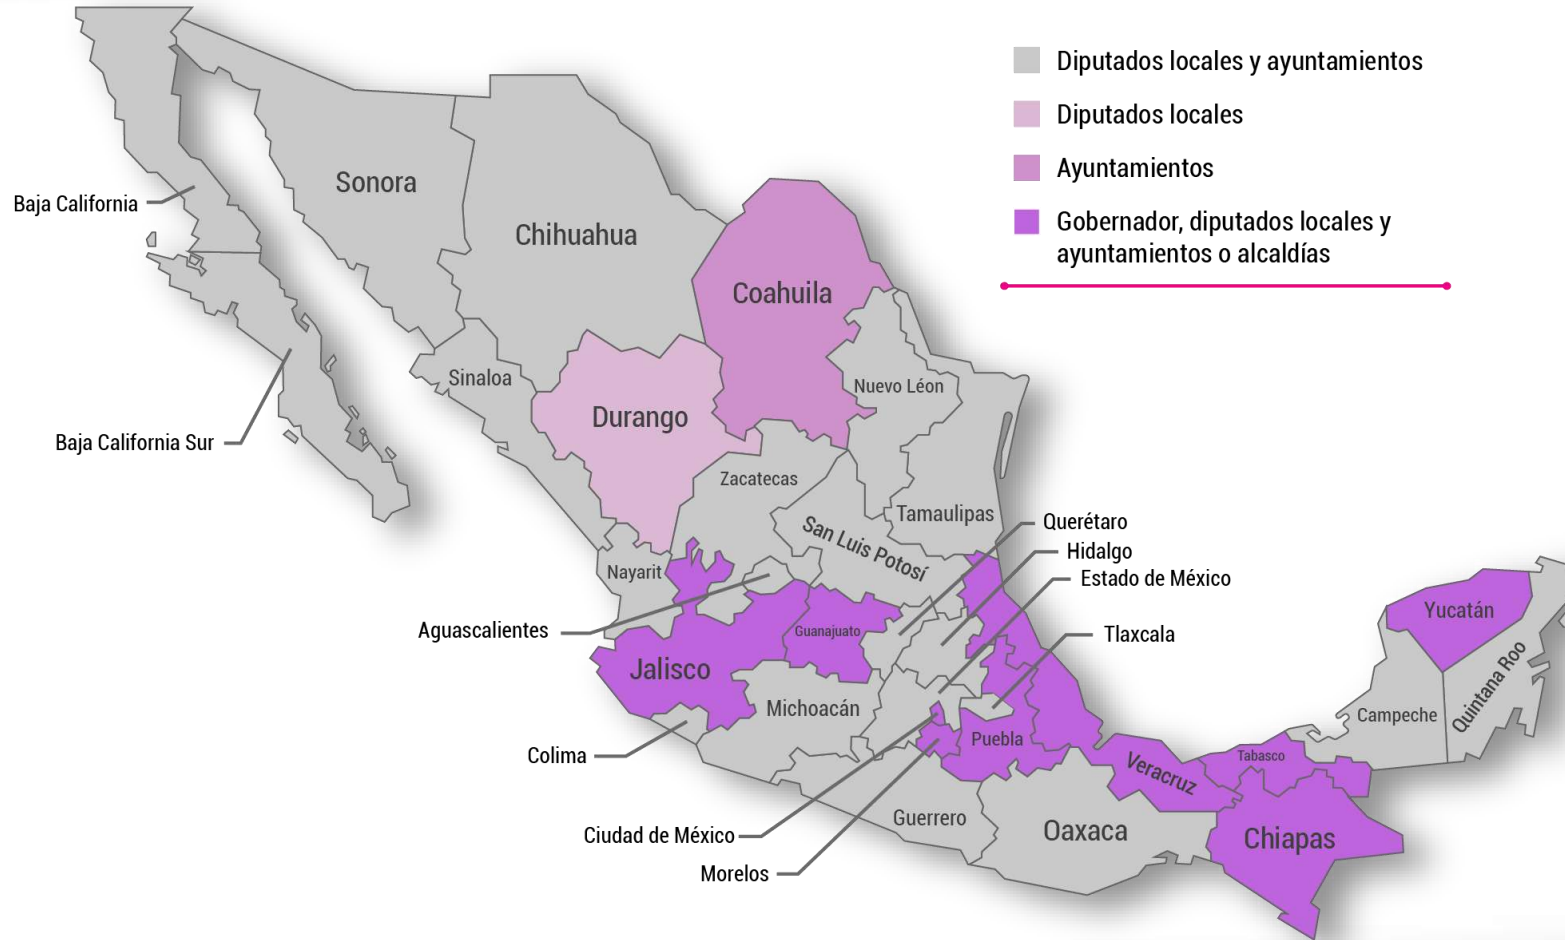 Diputados locales y ayuntamientos
Diputados locales
Ayuntamientos
Gobernador, diputados locales y
ayuntamientos o alcaldías
Baja California
Sonora
Chihuahua
Coahuila
Baja California Sur
Sinaloa
Durango
Nuevo Léon
Zacatecas
Tamaulipas
San Luis Potosí
Querétaro
Hidalgo
Estado de México
Nayarit
Aguascalientes
Guanajuato
Tlaxcala
Yucatán
Jalisco
Michoacán
Quintana Roo
Campeche
Colima
Puebla
Veracruz
Tabasco
Ciudad de México
Guerrero
Oaxaca
Chiapas
Morelos